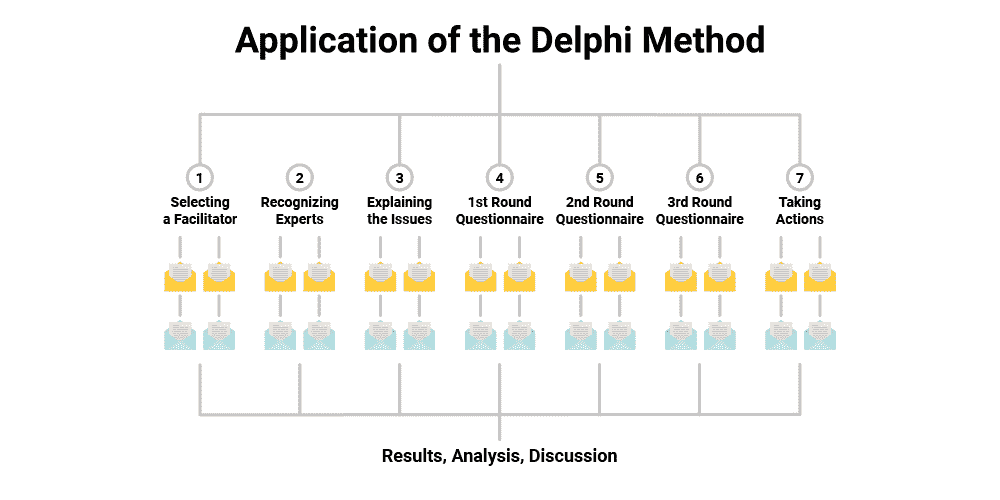 Application of the Delphi Method
1
2
3
4
5
6
7
Selecting
a Facilitator
Recognizing
Experts
Explaining
the Issues
1st Round
Questionnaire
2nd Round
Questionnaire
3rd Round
Questionnaire
Taking
Actions
Results, Analysis, Discussion